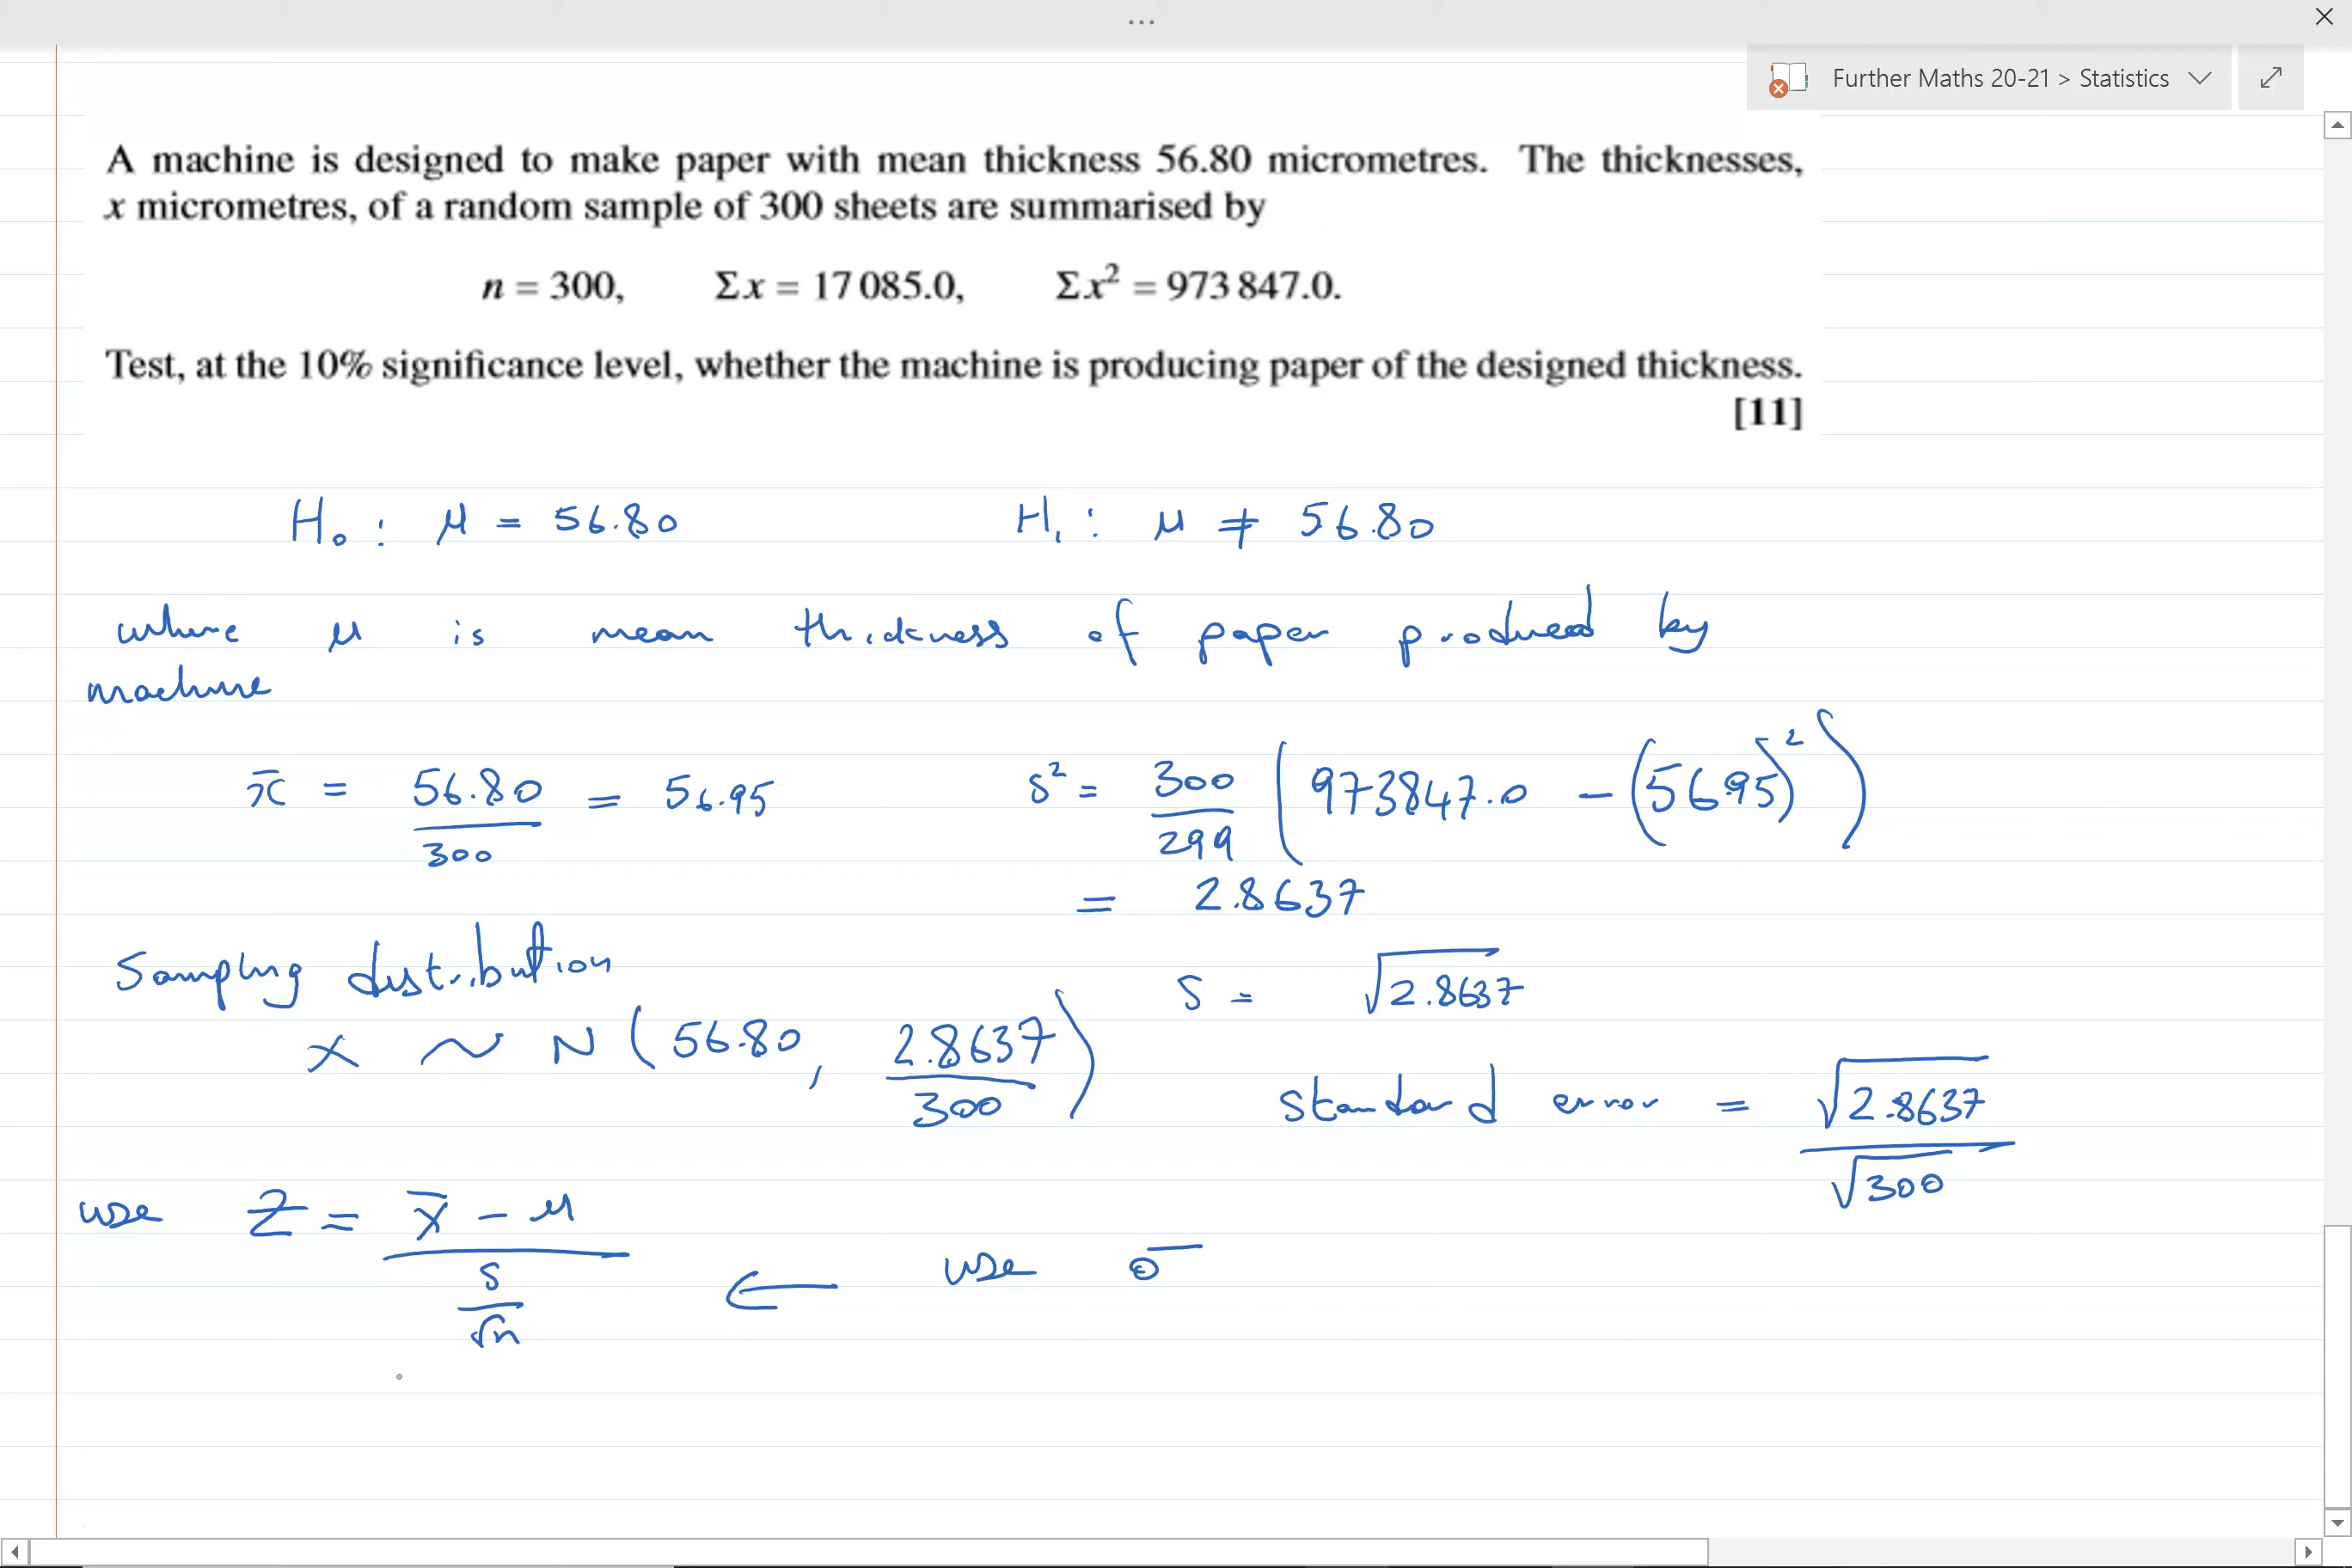 Further Maths 20-21 > Statistics
A machine is designed to make paper with mean thickness 56.80 micrometres. The thicknesses,
x micrometres, of a random sample of 300 sheets are summarised by
n = 300, Σx = 17 085.0, Σx² = 973 847.0.
Test, at the 10% significance level, whether the machine is producing paper of the designed thickness.
[11]
H₀ : μ = 56.80 H₁ : μ ≠ 56.80
where μ is mean thickness of paper produced by
machine
x̄ = 56.80/300 = 56.95 s² = 300/299 (973847.0 - (56.95)²)
= 2.8637
Sampling distribution
s = √2.8637
X ~ N(56.80, 2.8637/300)
standard error = √2.8637/√300
use Z = (X̄ - μ)/(s/√n) ← use σ